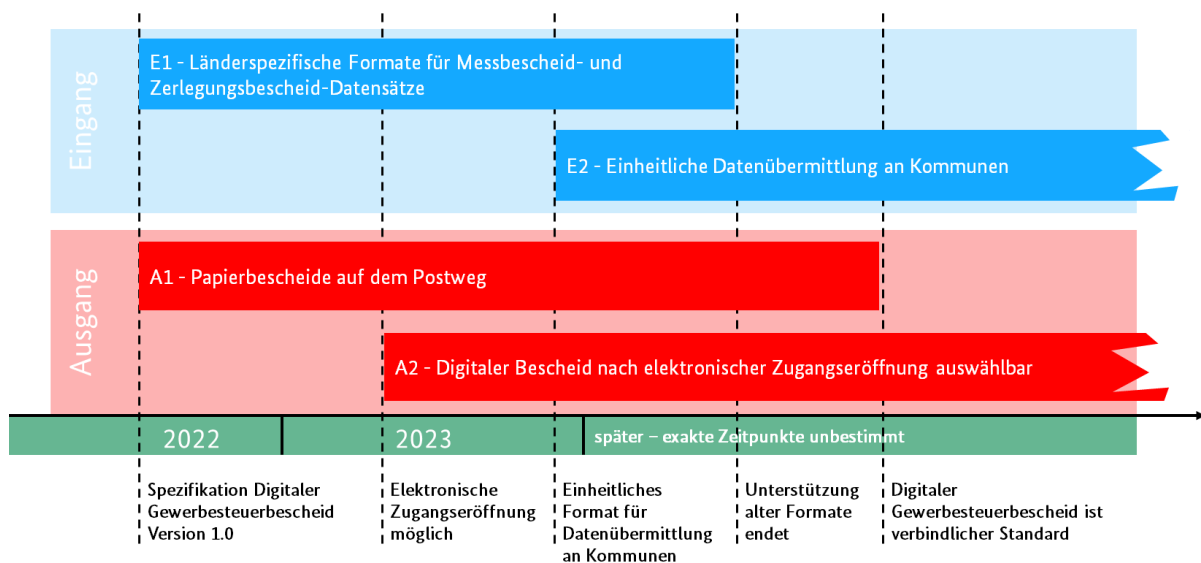 Eingang
E1 - Länderspezifische Formate für Messbescheid- und
Zerlegungsbescheid-Datensätze
E2 - Einheitliche Datenübermittlung an Kommunen
Ausgang
A1 - Papierbescheide auf dem Postweg
A2 - Digitaler Bescheid nach elektronischer Zugangseröffnung auswählbar
2022
2023
später – exakte Zeitpunkte unbestimmt
Spezifikation Digitaler
Gewerbesteuerbescheid
Version 1.0
Elektronische
Zugangseröffnung
möglich
Einheitliches
Format für
Datenübermittlung
an Kommunen
Unterstützung
alter Formate
endet
Digitaler
Gewerbesteuerbescheid ist
verbindlicher Standard